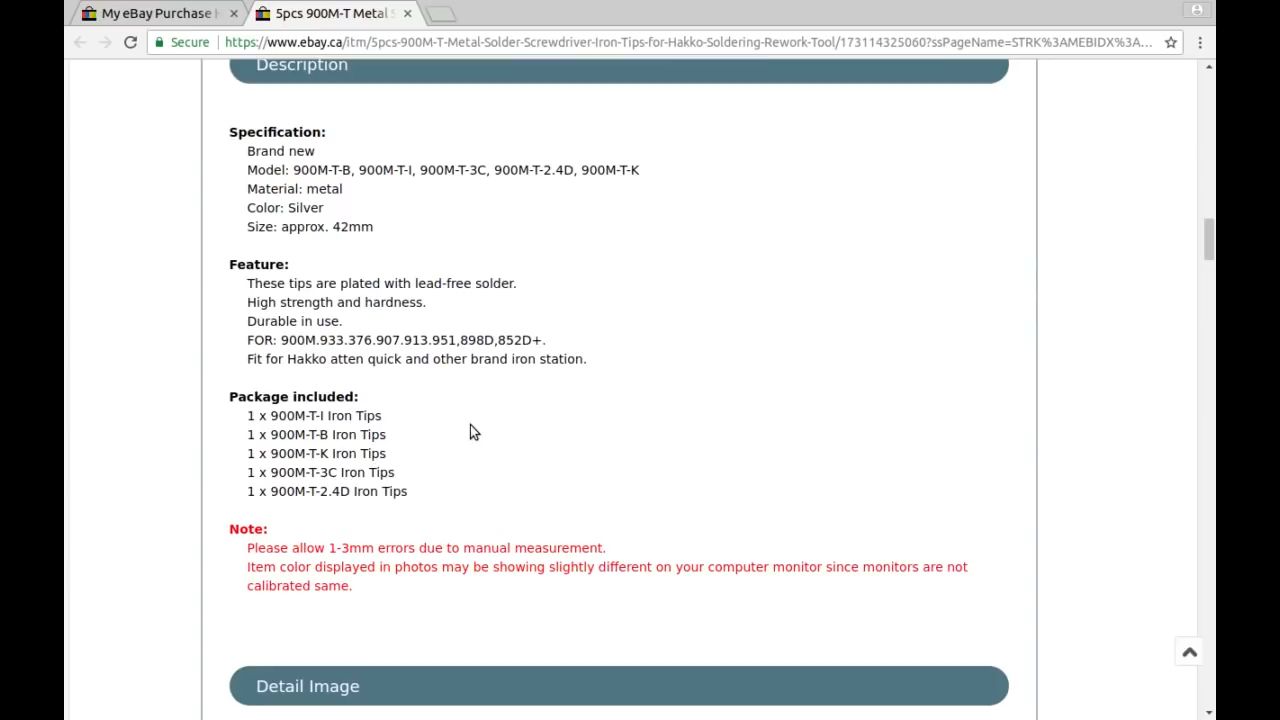 My eBay Purchase H
5pcs 900M-T Metal S
Secure
https://www.ebay.ca/itm/5pcs-900M-T-Metal-Solder-Screwdriver-Iron-Tips-for-Hakko-Soldering-Rework-Tool/173114325060?ssPageName=STRK%3AMEBIDX%3A...
Description
Specification:
Brand new
Model: 900M-T-B, 900M-T-I, 900M-T-3C, 900M-T-2.4D, 900M-T-K
Material: metal
Color: Silver
Size: approx. 42mm
Feature:
These tips are plated with lead-free solder.
High strength and hardness.
Durable in use.
FOR: 900M.933.376.907.913.951,898D,852D+.
Fit for Hakko atten quick and other brand iron station.
Package included:
1 x 900M-T-I Iron Tips
1 x 900M-T-B Iron Tips
1 x 900M-T-K Iron Tips
1 x 900M-T-3C Iron Tips
1 x 900M-T-2.4D Iron Tips
Note:
Please allow 1-3mm errors due to manual measurement.
Item color displayed in photos may be showing slightly different on your computer monitor since monitors are not
calibrated same.
Detail Image